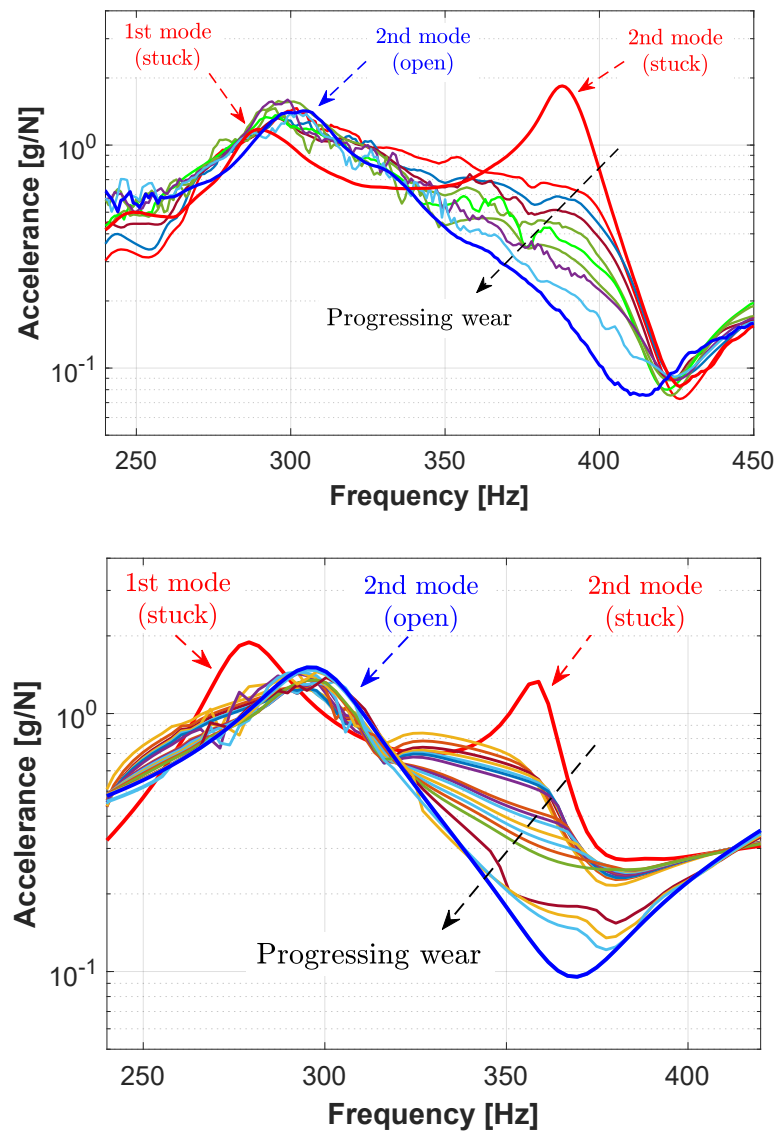 1st mode
(stuck)
2nd mode
(open)
2nd mode
(stuck)
Accelerance [g/N]
10^0
10^-1
Progressing wear
250 300 350 400 450
Frequency [Hz]
1st mode
(stuck)
2nd mode
(open)
2nd mode
(stuck)
Accelerance [g/N]
10^0
10^-1
Progressing wear
250 300 350 400
Frequency [Hz]